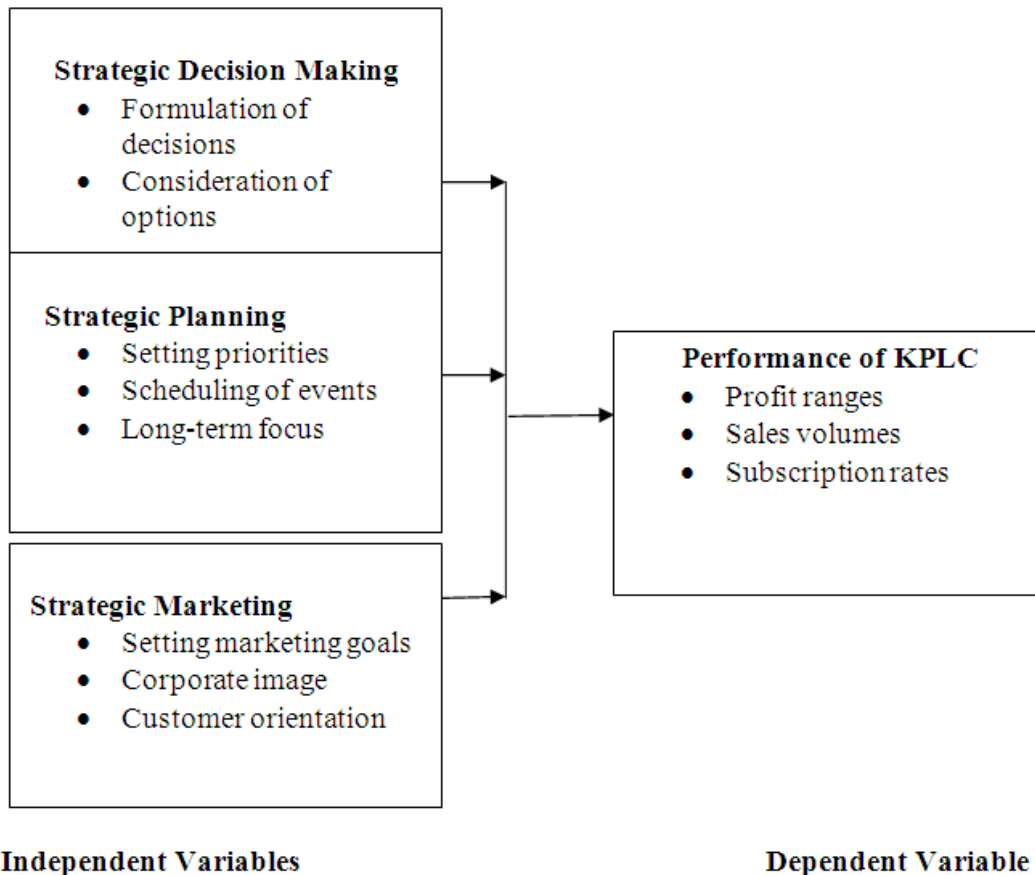 Strategic Decision Making
• Formulation of
decisions
• Consideration of
options
Strategic Planning
• Setting priorities
• Scheduling of events
• Long-term focus
Strategic Marketing
• Setting marketing goals
• Corporate image
• Customer orientation
Performance of KPLC
• Profit ranges
• Sales volumes
• Subscription rates
Independent Variables
Dependent Variable